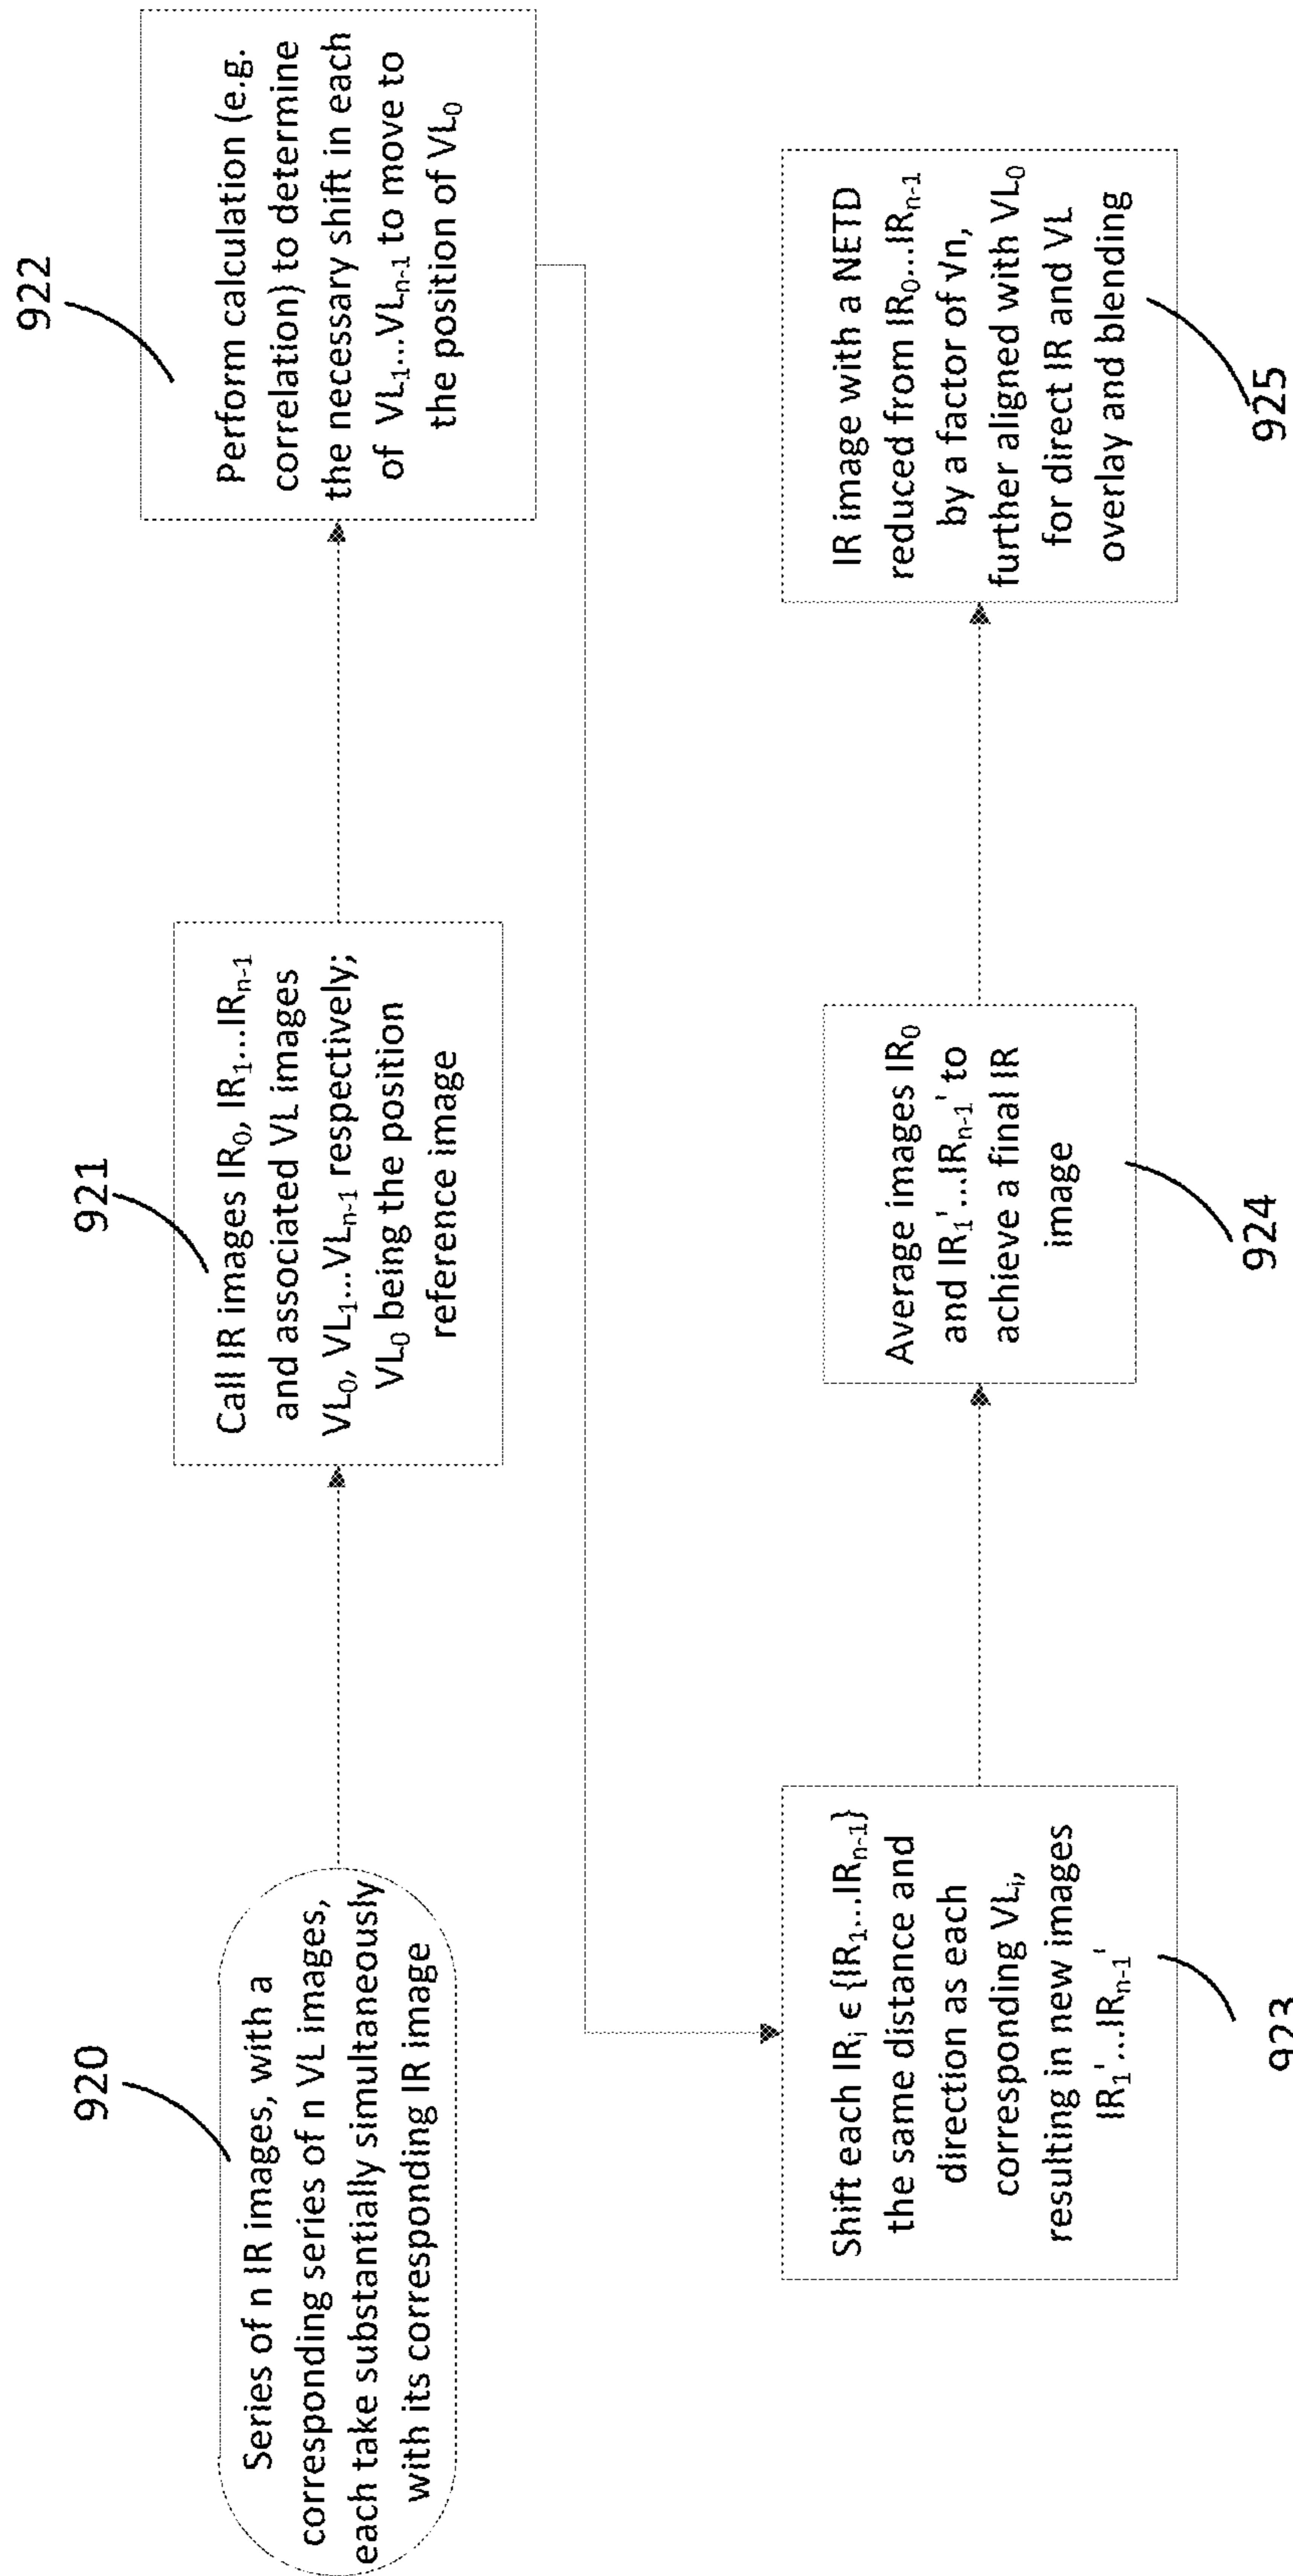 920
Series of n IR images, with a
corresponding series of n VL images,
each take substantially simultaneously
with its corresponding IR image
921
Call IR images IR₀, IR₁...IRₙ₋₁
and associated VL images
VL₀, VL₁...VLₙ₋₁ respectively;
VL₀ being the position
reference image
922
Perform calculation (e.g.
correlation) to determine
the necessary shift in each
of VL₁...VLₙ₋₁ to move to
the position of VL₀
Shift each IRᵢ ϵ {IR₁...IRₙ₋₁}
the same distance and
direction as each
corresponding VLᵢ,
resulting in new images
IR₁'...IRₙ₋₁'
923
Average images IR₀
and IR₁'...IRₙ₋₁' to
achieve a final IR
image
924
IR image with a NETD
reduced from IR₀...IRₙ₋₁
by a factor of √n,
further aligned with VL₀
for direct IR and VL
overlay and blending
925